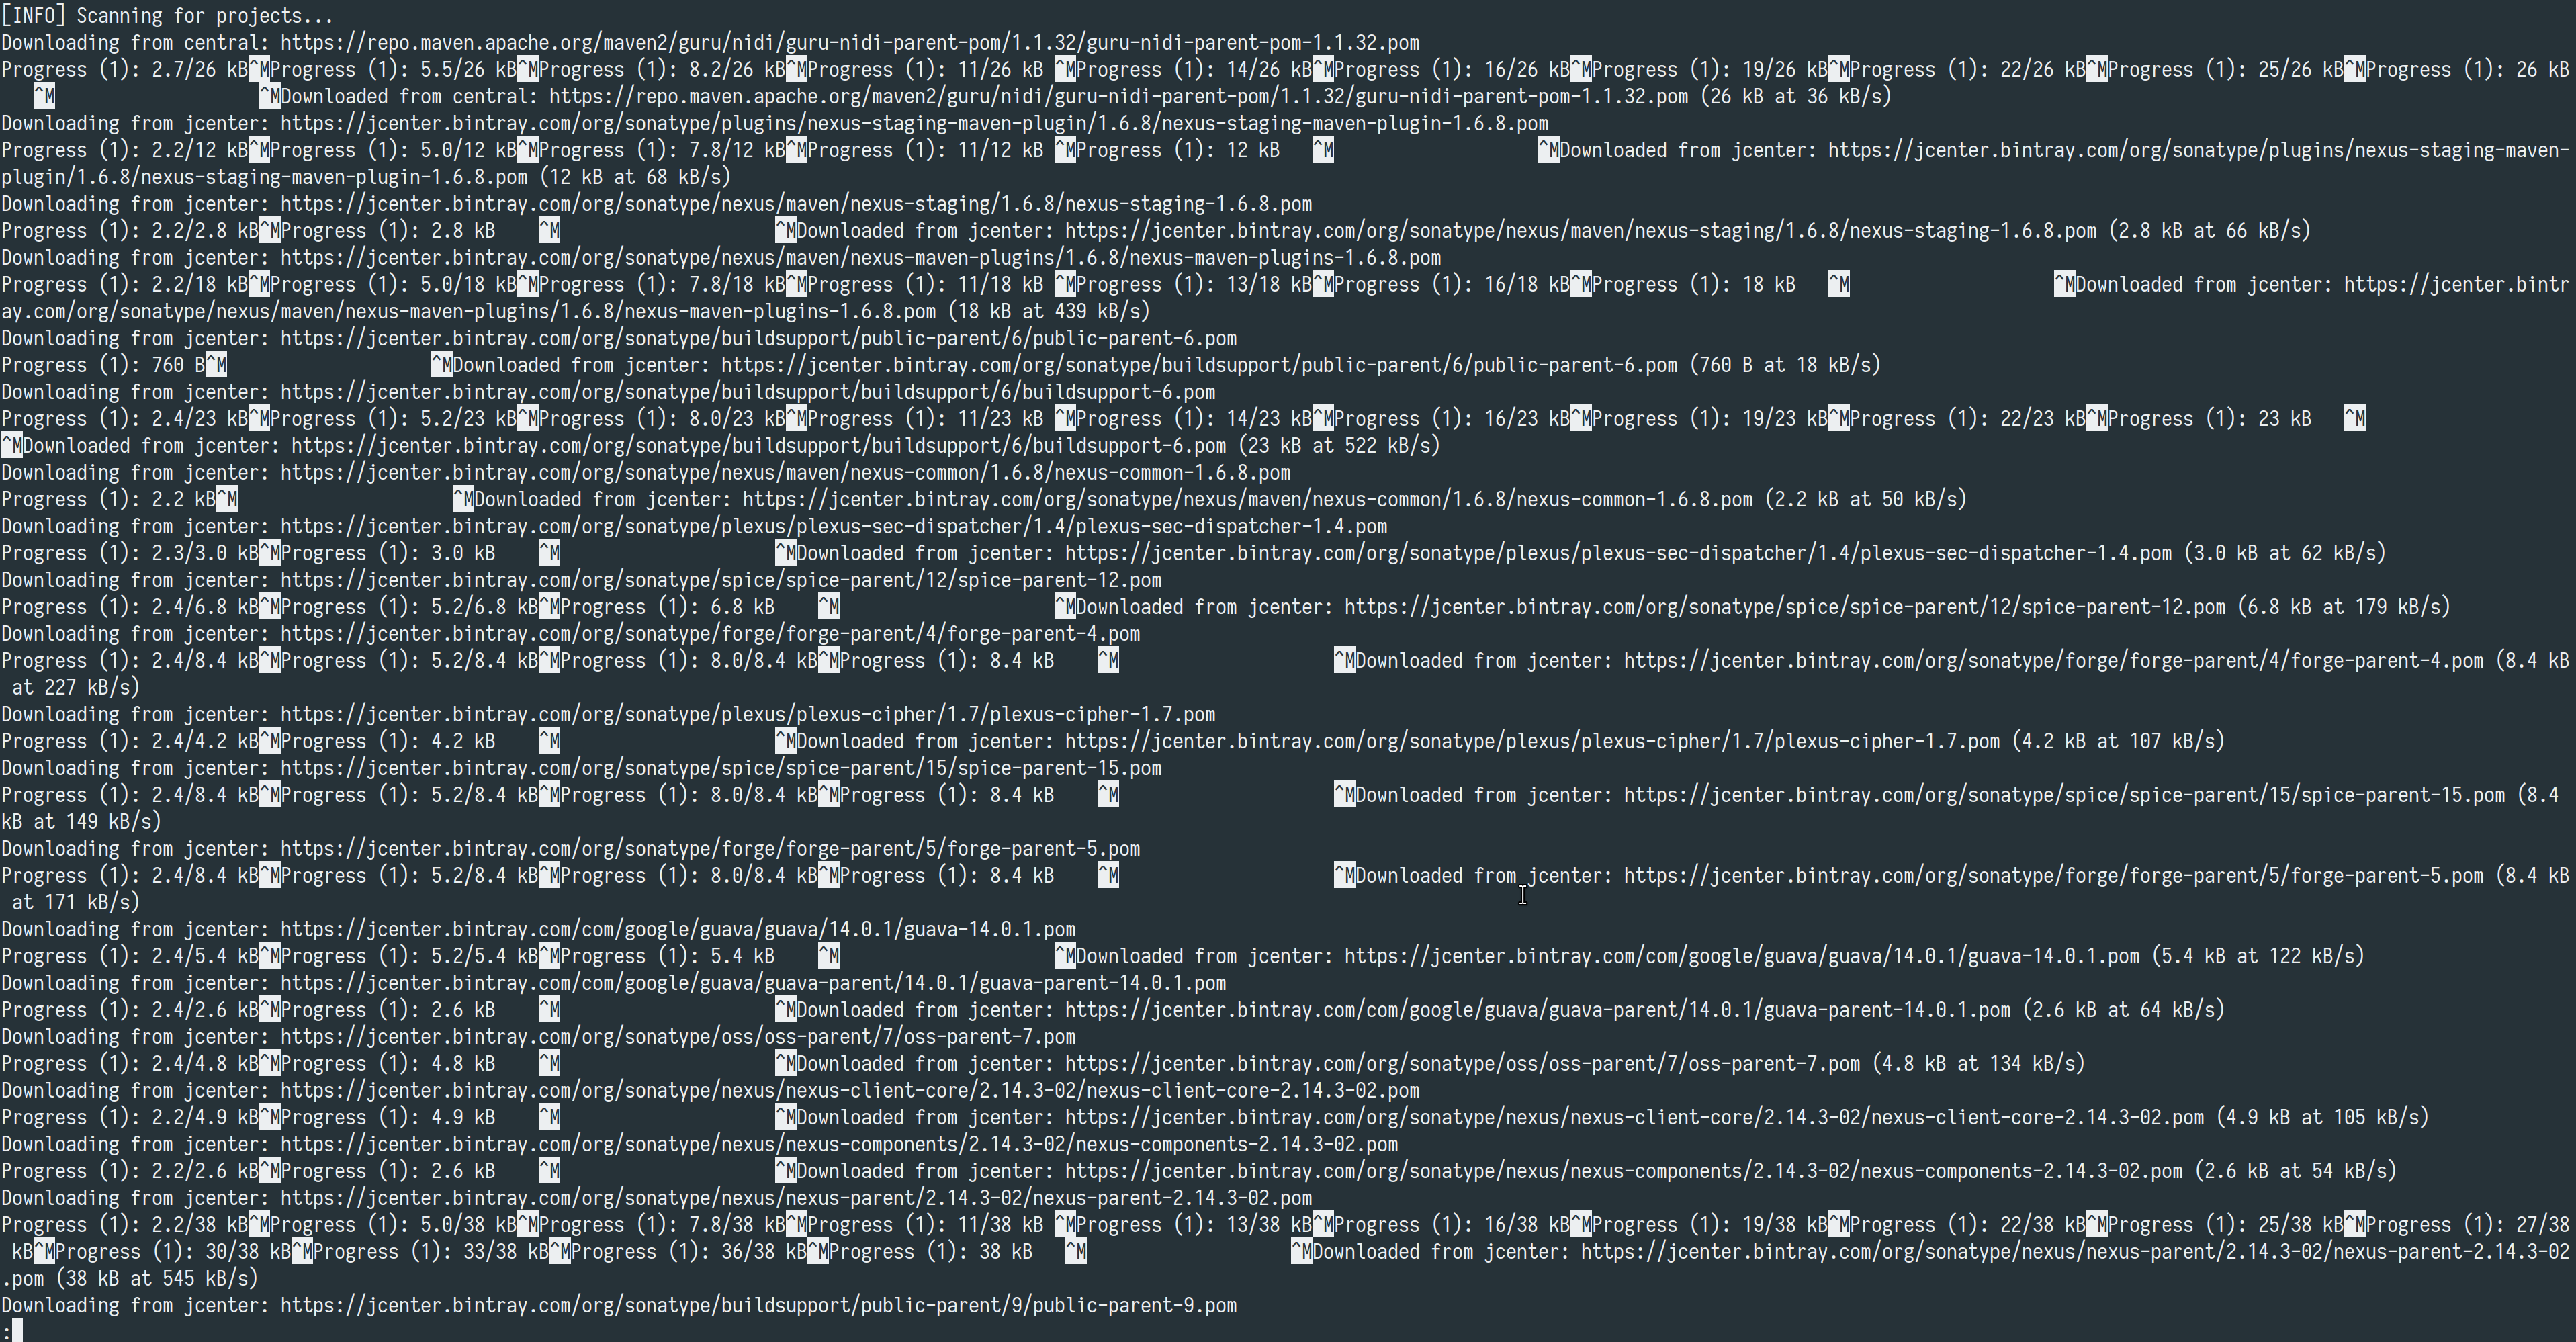 [INFO] Scanning for projects...
Downloading from central: https://repo.maven.apache.org/maven2/guru/nidi/guru-nidi-parent-pom/1.1.32/guru-nidi-parent-pom-1.1.32.pom
Progress (1): 2.7/26 kB^MProgress (1): 5.5/26 kB^MProgress (1): 8.2/26 kB^MProgress (1): 11/26 kB ^MProgress (1): 14/26 kB^MProgress (1): 16/26 kB^MProgress (1): 19/26 kB^MProgress (1): 22/26 kB^MProgress (1): 25/26 kB^MProgress (1): 26 kB
   ^M                   ^MDownloaded from central: https://repo.maven.apache.org/maven2/guru/nidi/guru-nidi-parent-pom/1.1.32/guru-nidi-parent-pom-1.1.32.pom (26 kB at 36 kB/s)
Downloading from jcenter: https://jcenter.bintray.com/org/sonatype/plugins/nexus-staging-maven-plugin/1.6.8/nexus-staging-maven-plugin-1.6.8.pom
Progress (1): 2.2/12 kB^MProgress (1): 5.0/12 kB^MProgress (1): 7.8/12 kB^MProgress (1): 11/12 kB ^MProgress (1): 12 kB   ^M                   ^MDownloaded from jcenter: https://jcenter.bintray.com/org/sonatype/plugins/nexus-staging-maven-
plugin/1.6.8/nexus-staging-maven-plugin-1.6.8.pom (12 kB at 68 kB/s)
Downloading from jcenter: https://jcenter.bintray.com/org/sonatype/nexus/maven/nexus-staging/1.6.8/nexus-staging-1.6.8.pom
Progress (1): 2.2/2.8 kB^MProgress (1): 2.8 kB    ^M                    ^MDownloaded from jcenter: https://jcenter.bintray.com/org/sonatype/nexus/maven/nexus-staging/1.6.8/nexus-staging-1.6.8.pom (2.8 kB at 66 kB/s)
Downloading from jcenter: https://jcenter.bintray.com/org/sonatype/nexus/maven/nexus-maven-plugins/1.6.8/nexus-maven-plugins-1.6.8.pom
Progress (1): 2.2/18 kB^MProgress (1): 5.0/18 kB^MProgress (1): 7.8/18 kB^MProgress (1): 11/18 kB ^MProgress (1): 13/18 kB^MProgress (1): 16/18 kB^MProgress (1): 18 kB   ^M                   ^MDownloaded from jcenter: https://jcenter.bintr
ay.com/org/sonatype/nexus/maven/nexus-maven-plugins/1.6.8/nexus-maven-plugins-1.6.8.pom (18 kB at 439 kB/s)
Downloading from jcenter: https://jcenter.bintray.com/org/sonatype/buildsupport/public-parent/6/public-parent-6.pom
Progress (1): 760 B^M                   ^MDownloaded from jcenter: https://jcenter.bintray.com/org/sonatype/buildsupport/public-parent/6/public-parent-6.pom (760 B at 18 kB/s)
Downloading from jcenter: https://jcenter.bintray.com/org/sonatype/buildsupport/buildsupport/6/buildsupport-6.pom
Progress (1): 2.4/23 kB^MProgress (1): 5.2/23 kB^MProgress (1): 8.0/23 kB^MProgress (1): 11/23 kB ^MProgress (1): 14/23 kB^MProgress (1): 16/23 kB^MProgress (1): 19/23 kB^MProgress (1): 22/23 kB^MProgress (1): 23 kB   ^M
^MDownloaded from jcenter: https://jcenter.bintray.com/org/sonatype/buildsupport/buildsupport/6/buildsupport-6.pom (23 kB at 522 kB/s)
Downloading from jcenter: https://jcenter.bintray.com/org/sonatype/nexus/maven/nexus-common/1.6.8/nexus-common-1.6.8.pom
Progress (1): 2.2 kB^M                    ^MDownloaded from jcenter: https://jcenter.bintray.com/org/sonatype/nexus/maven/nexus-common/1.6.8/nexus-common-1.6.8.pom (2.2 kB at 50 kB/s)
Downloading from jcenter: https://jcenter.bintray.com/org/sonatype/plexus/plexus-sec-dispatcher/1.4/plexus-sec-dispatcher-1.4.pom
Progress (1): 2.3/3.0 kB^MProgress (1): 3.0 kB    ^M                    ^MDownloaded from jcenter: https://jcenter.bintray.com/org/sonatype/plexus/plexus-sec-dispatcher/1.4/plexus-sec-dispatcher-1.4.pom (3.0 kB at 62 kB/s)
Downloading from jcenter: https://jcenter.bintray.com/org/sonatype/spice/spice-parent/12/spice-parent-12.pom
Progress (1): 2.4/6.8 kB^MProgress (1): 5.2/6.8 kB^MProgress (1): 6.8 kB    ^M                    ^MDownloaded from jcenter: https://jcenter.bintray.com/org/sonatype/spice/spice-parent/12/spice-parent-12.pom (6.8 kB at 179 kB/s)
Downloading from jcenter: https://jcenter.bintray.com/org/sonatype/forge/forge-parent/4/forge-parent-4.pom
Progress (1): 2.4/8.4 kB^MProgress (1): 5.2/8.4 kB^MProgress (1): 8.0/8.4 kB^MProgress (1): 8.4 kB    ^M                    ^MDownloaded from jcenter: https://jcenter.bintray.com/org/sonatype/forge/forge-parent/4/forge-parent-4.pom (8.4 kB
 at 227 kB/s)
Downloading from jcenter: https://jcenter.bintray.com/org/sonatype/plexus/plexus-cipher/1.7/plexus-cipher-1.7.pom
Progress (1): 2.4/4.2 kB^MProgress (1): 4.2 kB    ^M                    ^MDownloaded from jcenter: https://jcenter.bintray.com/org/sonatype/plexus/plexus-cipher/1.7/plexus-cipher-1.7.pom (4.2 kB at 107 kB/s)
Downloading from jcenter: https://jcenter.bintray.com/org/sonatype/spice/spice-parent/15/spice-parent-15.pom
Progress (1): 2.4/8.4 kB^MProgress (1): 5.2/8.4 kB^MProgress (1): 8.0/8.4 kB^MProgress (1): 8.4 kB    ^M                    ^MDownloaded from jcenter: https://jcenter.bintray.com/org/sonatype/spice/spice-parent/15/spice-parent-15.pom (8.4
kB at 149 kB/s)
Downloading from jcenter: https://jcenter.bintray.com/org/sonatype/forge/forge-parent/5/forge-parent-5.pom
Progress (1): 2.4/8.4 kB^MProgress (1): 5.2/8.4 kB^MProgress (1): 8.0/8.4 kB^MProgress (1): 8.4 kB    ^M                    ^MDownloaded from jcenter: https://jcenter.bintray.com/org/sonatype/forge/forge-parent/5/forge-parent-5.pom (8.4 kB
 at 171 kB/s)
Downloading from jcenter: https://jcenter.bintray.com/com/google/guava/guava/14.0.1/guava-14.0.1.pom
Progress (1): 2.4/5.4 kB^MProgress (1): 5.2/5.4 kB^MProgress (1): 5.4 kB    ^M                    ^MDownloaded from jcenter: https://jcenter.bintray.com/com/google/guava/guava/14.0.1/guava-14.0.1.pom (5.4 kB at 122 kB/s)
Downloading from jcenter: https://jcenter.bintray.com/com/google/guava/guava-parent/14.0.1/guava-parent-14.0.1.pom
Progress (1): 2.4/2.6 kB^MProgress (1): 2.6 kB    ^M                    ^MDownloaded from jcenter: https://jcenter.bintray.com/com/google/guava/guava-parent/14.0.1/guava-parent-14.0.1.pom (2.6 kB at 64 kB/s)
Downloading from jcenter: https://jcenter.bintray.com/org/sonatype/oss/oss-parent/7/oss-parent-7.pom
Progress (1): 2.4/4.8 kB^MProgress (1): 4.8 kB    ^M                    ^MDownloaded from jcenter: https://jcenter.bintray.com/org/sonatype/oss/oss-parent/7/oss-parent-7.pom (4.8 kB at 134 kB/s)
Downloading from jcenter: https://jcenter.bintray.com/org/sonatype/nexus/nexus-client-core/2.14.3-02/nexus-client-core-2.14.3-02.pom
Progress (1): 2.2/4.9 kB^MProgress (1): 4.9 kB    ^M                    ^MDownloaded from jcenter: https://jcenter.bintray.com/org/sonatype/nexus/nexus-client-core/2.14.3-02/nexus-client-core-2.14.3-02.pom (4.9 kB at 105 kB/s)
Downloading from jcenter: https://jcenter.bintray.com/org/sonatype/nexus/nexus-components/2.14.3-02/nexus-components-2.14.3-02.pom
Progress (1): 2.2/2.6 kB^MProgress (1): 2.6 kB    ^M                    ^MDownloaded from jcenter: https://jcenter.bintray.com/org/sonatype/nexus/nexus-components/2.14.3-02/nexus-components-2.14.3-02.pom (2.6 kB at 54 kB/s)
Downloading from jcenter: https://jcenter.bintray.com/org/sonatype/nexus/nexus-parent/2.14.3-02/nexus-parent-2.14.3-02.pom
Progress (1): 2.2/38 kB^MProgress (1): 5.0/38 kB^MProgress (1): 7.8/38 kB^MProgress (1): 11/38 kB ^MProgress (1): 13/38 kB^MProgress (1): 16/38 kB^MProgress (1): 19/38 kB^MProgress (1): 22/38 kB^MProgress (1): 25/38 kB^MProgress (1): 27/38
 kB^MProgress (1): 30/38 kB^MProgress (1): 33/38 kB^MProgress (1): 36/38 kB^MProgress (1): 38 kB   ^M                   ^MDownloaded from jcenter: https://jcenter.bintray.com/org/sonatype/nexus/nexus-parent/2.14.3-02/nexus-parent-2.14.3-02
.pom (38 kB at 545 kB/s)
Downloading from jcenter: https://jcenter.bintray.com/org/sonatype/buildsupport/public-parent/9/public-parent-9.pom
: